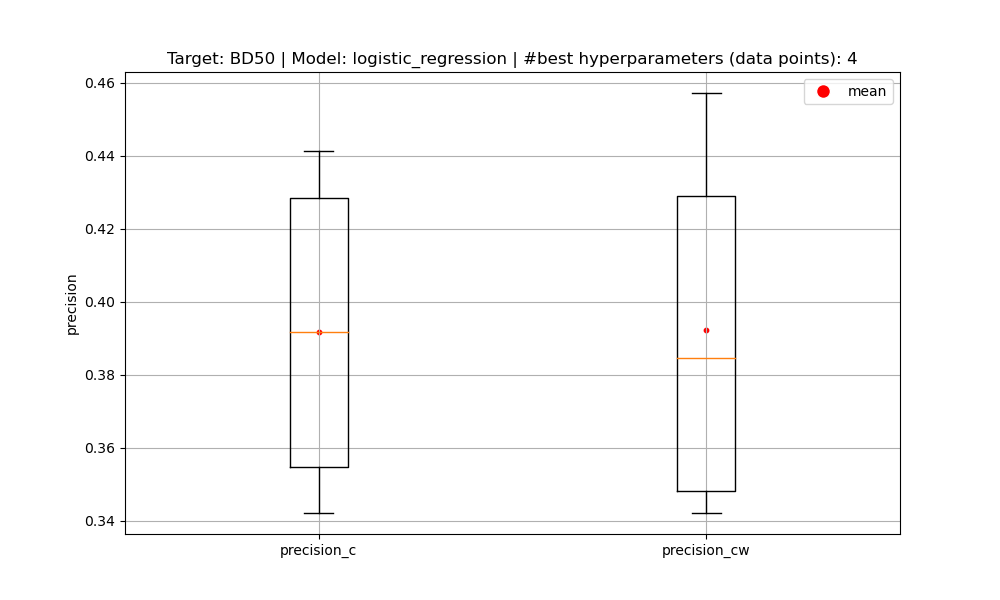 Target: BD50 | Model: logistic_regression | #best hyperparameters (data points): 4
mean
precision
0.46
0.44
0.42
0.40
0.38
0.36
0.34
precision_c
precision_cw